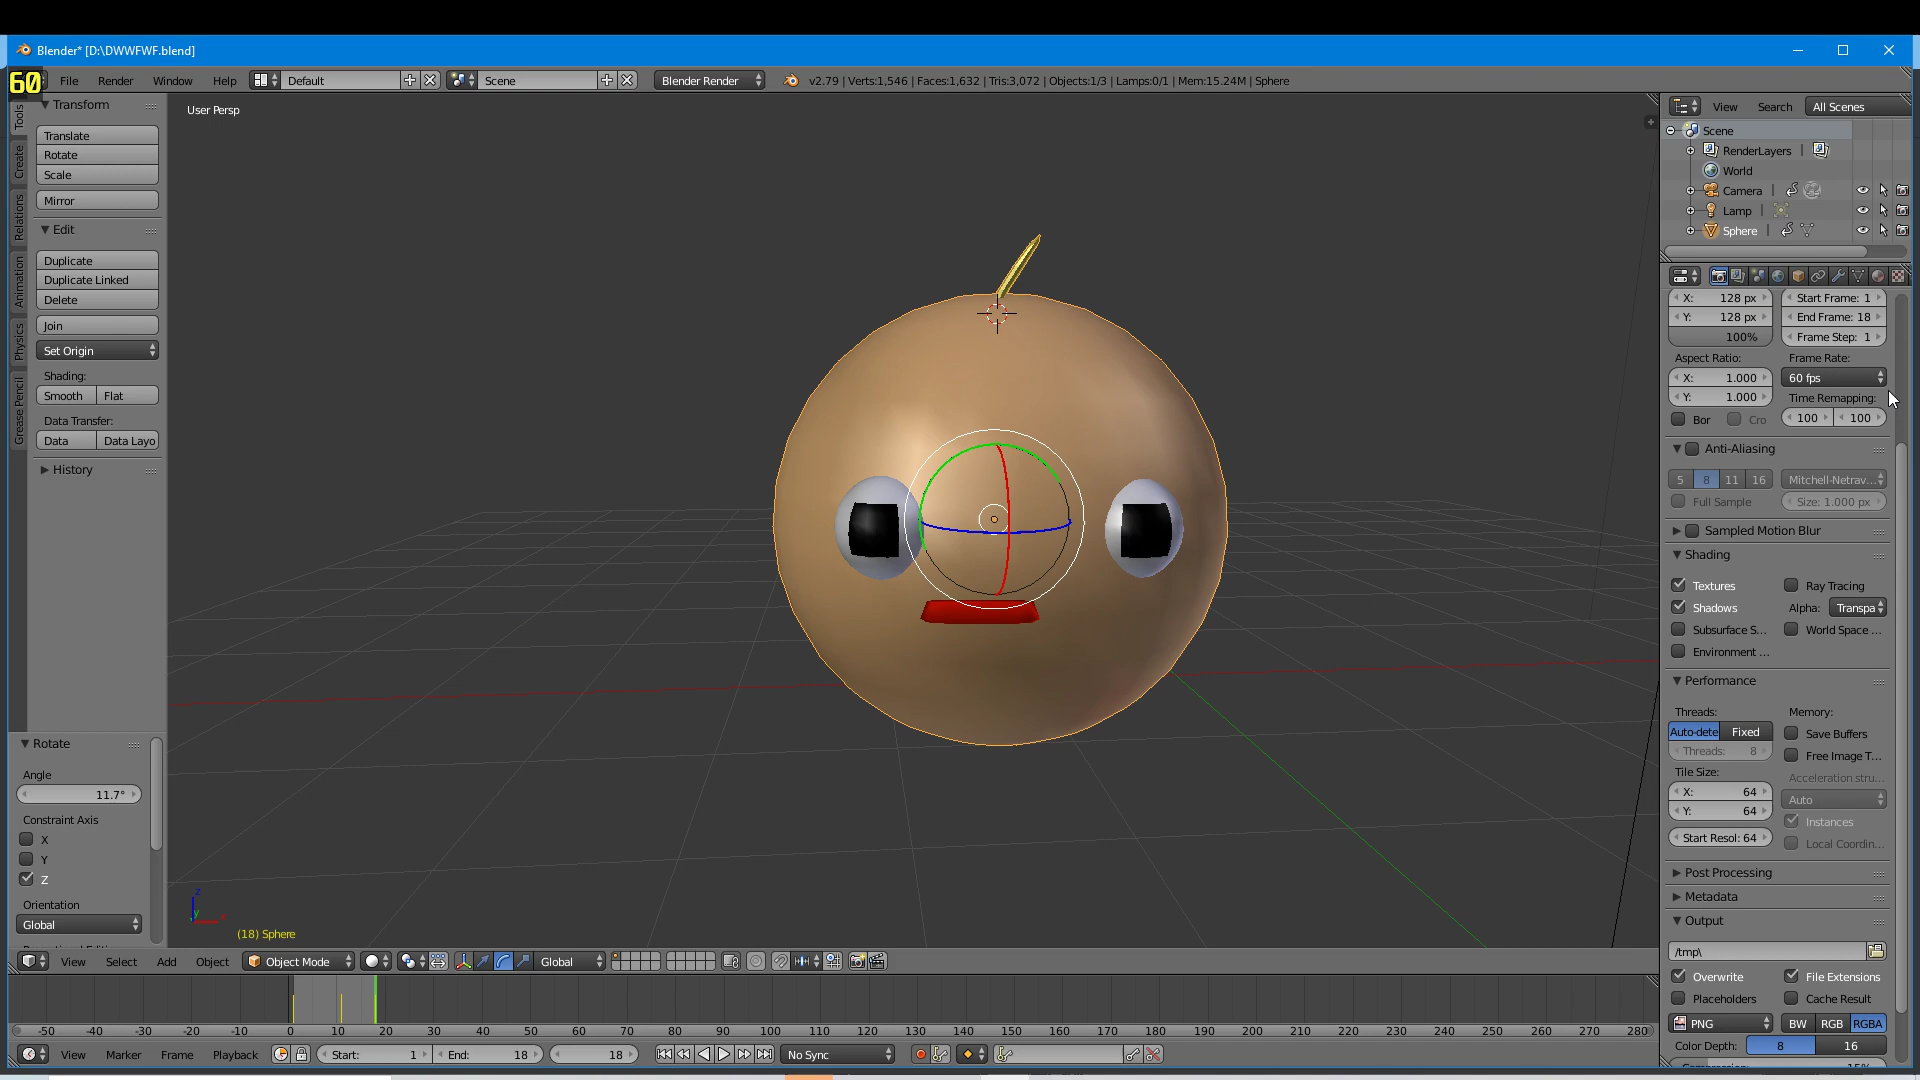 Blender* [D:\DWWFWF.blend]
60
File Render Window Help Default Scene Blender Render v2.79 | Verts:1,546 | Faces:1,632 | Tris:3,072 | Objects:1/3 | Lamps:0/1 | Mem:15.24M | Sphere
Tools
Create
Relations
Animation
Physics
Grease Pencil
Transform
Translate
Rotate
Scale
Mirror
Edit
Duplicate
Duplicate Linked
Delete
Join
Set Origin
Shading:
Smooth Flat
Data Transfer:
Data Data Layo
History
Rotate
Angle
11.7°
Constraint Axis
X
Y
Z
Orientation
Global
User Persp
z
y
(18) Sphere
View Select Add Object Object Mode Global
-50 -40 -30 -20 -10 0 10 20 30 40 50 60 70 80 90 100 110 120 130 140 150 160 170 180 190 200 210 220 230 240 250 260 270 280
View Marker Frame Playback Start: 1 End: 18 18 No Sync
View Search All Scenes
Scene
RenderLayers
World
Camera
Lamp
Sphere
X: 128 px Start Frame: 1
Y: 128 px End Frame: 18
100% Frame Step: 1
Aspect Ratio: Frame Rate:
X: 1.000 60 fps
Y: 1.000 Time Remapping:
Bor Cro 100 100
Anti-Aliasing
5 8 11 16 Mitchell-Netrav...
Full Sample Size: 1.000 px
Sampled Motion Blur
Shading
Textures Ray Tracing
Shadows Alpha: Transpa
Subsurface S... World Space ...
Environment ...
Performance
Threads: Memory:
Auto-dete Fixed Save Buffers
Threads: 8 Free Image T...
Tile Size: Acceleration stru...
X: 64 Auto
Y: 64 Instances
Start Resol: 64 Local Coordin...
Post Processing
Metadata
Output
/tmp\
Overwrite File Extensions
Placeholders Cache Result
PNG BW RGB RGBA
Color Depth: 8 16